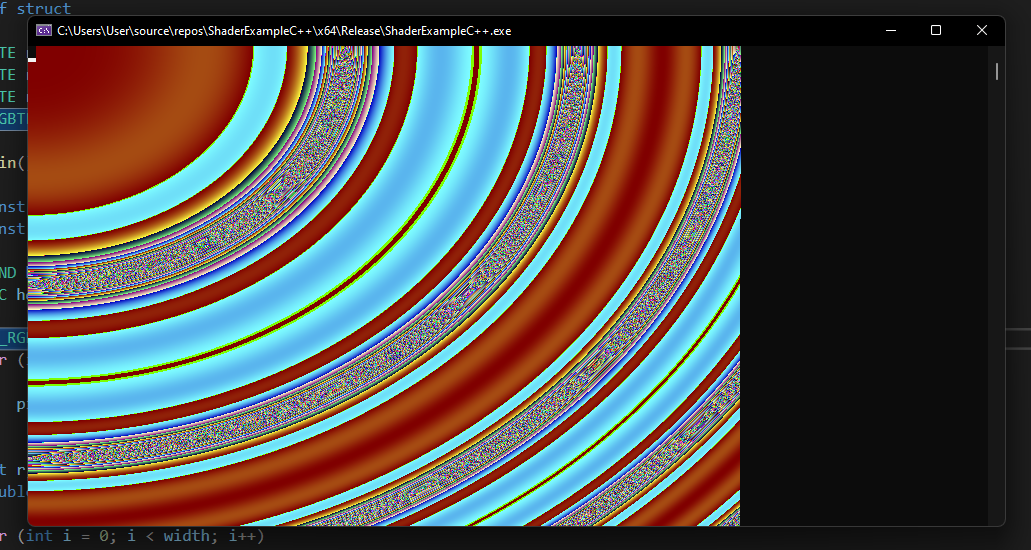 f struct
C:\ C:\Users\User\source\repos\ShaderExampleC++\x64\Release\ShaderExampleC++.exe
TE
TE
TE
GBT
in(
nst
nst
ND
C h
_RG
r (
p
t r
ubl
r (int i = 0; i < width; i++)